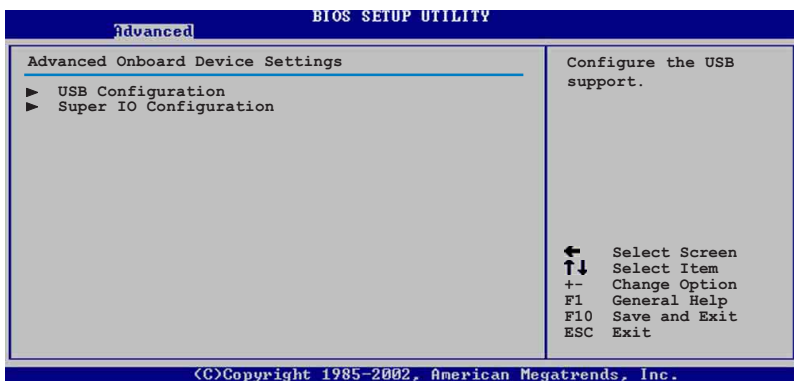 BIOS SETUP UTILITY
Advanced
Advanced Onboard Device Settings
► USB Configuration
► Super IO Configuration
Configure the USB
support.
← Select Screen
↑↓ Select Item
+- Change Option
F1 General Help
F10 Save and Exit
ESC Exit
(C)Copyright 1985-2002, American Megatrends, Inc.